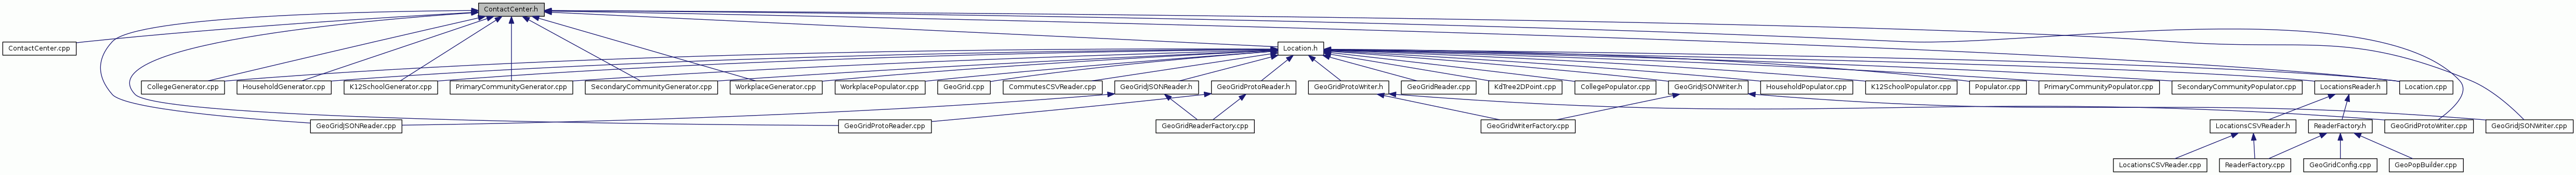 ContactCenter.h
ContactCenter.cpp
Location.h
CollegeGenerator.cpp
HouseholdGenerator.cpp
K12SchoolGenerator.cpp
PrimaryCommunityGenerator.cpp
SecondaryCommunityGenerator.cpp
WorkplaceGenerator.cpp
WorkplacePopulator.cpp
GeoGrid.cpp
CommutesCSVReader.cpp
GeoGridJSONReader.h
GeoGridProtoReader.h
GeoGridProtoWriter.h
GeoGridReader.cpp
KdTree2DPoint.cpp
CollegePopulator.cpp
GeoGridJSONWriter.h
HouseholdPopulator.cpp
K12SchoolPopulator.cpp
Populator.cpp
PrimaryCommunityPopulator.cpp
SecondaryCommunityPopulator.cpp
LocationsReader.h
Location.cpp
GeoGridJSONReader.cpp
GeoGridProtoReader.cpp
GeoGridReaderFactory.cpp
GeoGridWriterFactory.cpp
LocationsCSVReader.h
ReaderFactory.h
GeoGridProtoWriter.cpp
GeoGridJSONWriter.cpp
LocationsCSVReader.cpp
ReaderFactory.cpp
GeoGridConfig.cpp
GeoPopBuilder.cpp